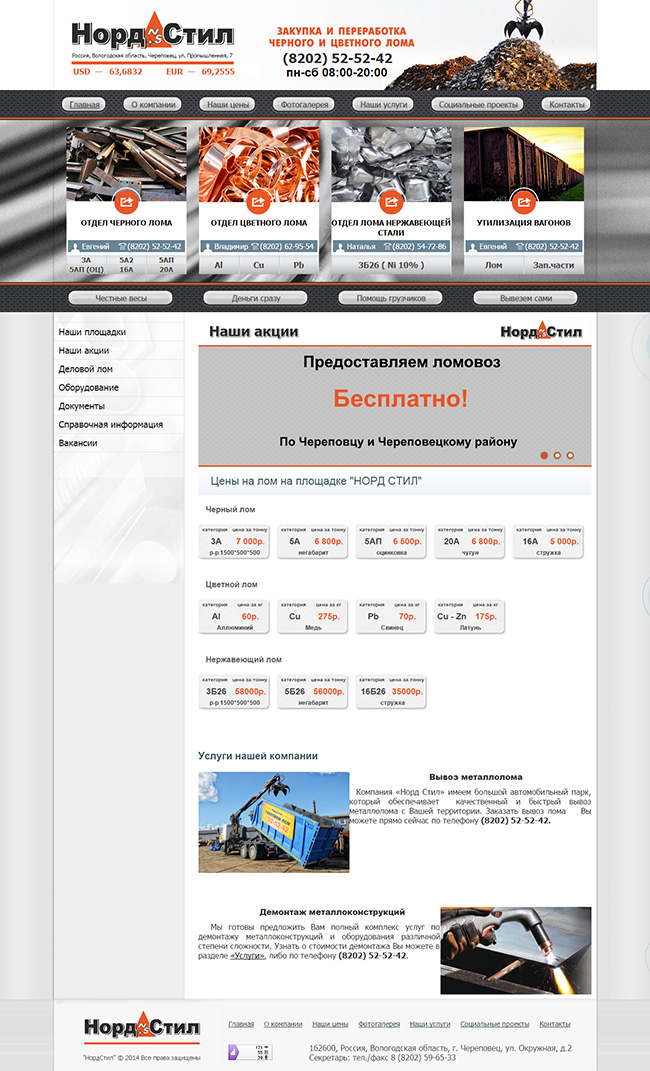 НордСтил
NS
Россия, Вологодская область, Череповец, ул. Промышленная, 7
USD — 63,6832 EUR — 69,2555
ЗАКУПКА И ПЕРЕРАБОТКА
ЧЕРНОГО И ЦВЕТНОГО ЛОМА
(8202) 52-52-42
пн-сб 08:00-20:00
Главная О компании Наши цены Фотогалерея Наши услуги Социальные проекты Контакты
ОТДЕЛ ЧЕРНОГО ЛОМА
Евгений (8202) 52-52-42
3А 5А2 5АП
5АП (ОЦ) 16А 20А
ОТДЕЛ ЦВЕТНОГО ЛОМА
Владимир (8202) 62-95-54
Al Cu Pb
ОТДЕЛ ЛОМА НЕРЖАВЕЮЩЕЙ
СТАЛИ
Наталья (8202) 54-72-86
3Б26 ( Ni 10% )
УТИЛИЗАЦИЯ ВАГОНОВ
Евгений (8202) 52-52-42
Лом Зап.части
Честные весы Деньги сразу Помощь грузчиков Вывезем сами
Наши площадки
Наши акции
Деловой лом
Оборудование
Документы
Справочная информация
Вакансии
Наши акции НордСтил
Предоставляем ломовоз
Бесплатно!
По Череповцу и Череповецкому району
Цены на лом на площадке "НОРД СТИЛ"
Черный лом
категория цена за тонну категория цена за тонну категория цена за тонну категория цена за тонну категория цена за тонну
3А 7 000р. 5А 6 800р. 5АП 6 500р. 20А 6 800р. 16А 5 000р.
р-р 1500*500*500 негабарит оцинковка чугун стружка
Цветной лом
категория цена за кг категория цена за кг категория цена за кг категория цена за кг
Al 60р. Cu 275р. Pb 70р. Cu - Zn 175р.
Аллюминий Медь Свинец Латунь
Нержавеющий лом
категория цена за тонну категория цена за тонну категория цена за тонну
3Б26 58000р. 5Б26 56000р. 16Б26 35000р.
р-р 1500*500*500 негабарит стружка
Услуги нашей компании
Вывоз металлолома
Компания «Норд Стил» имеем большой автомобильный парк,
который обеспечивает качественный и быстрый вывоз
металлолома с Вашей территории. Заказать вывоз лома Вы
можете прямо сейчас по телефону (8202) 52-52-42.
Демонтаж металлоконструкций
Мы готовы предложить Вам полный комплекс услуг по
демонтажу металлоконструкций и оборудования различной
степени сложности. Узнать о стоимости демонтажа Вы можете в
разделе «Услуги», либо по телефону (8202) 52-52-42.
НордСтил
"НордСтил" © 2014 Все права защищены
Главная О компании Наши цены Фотогалерея Наши услуги Социальные проекты Контакты
162600, Россия, Вологодская область, г. Череповец, ул. Окружная, д.2
Секретарь: тел./факс 8 (8202) 59-65-33